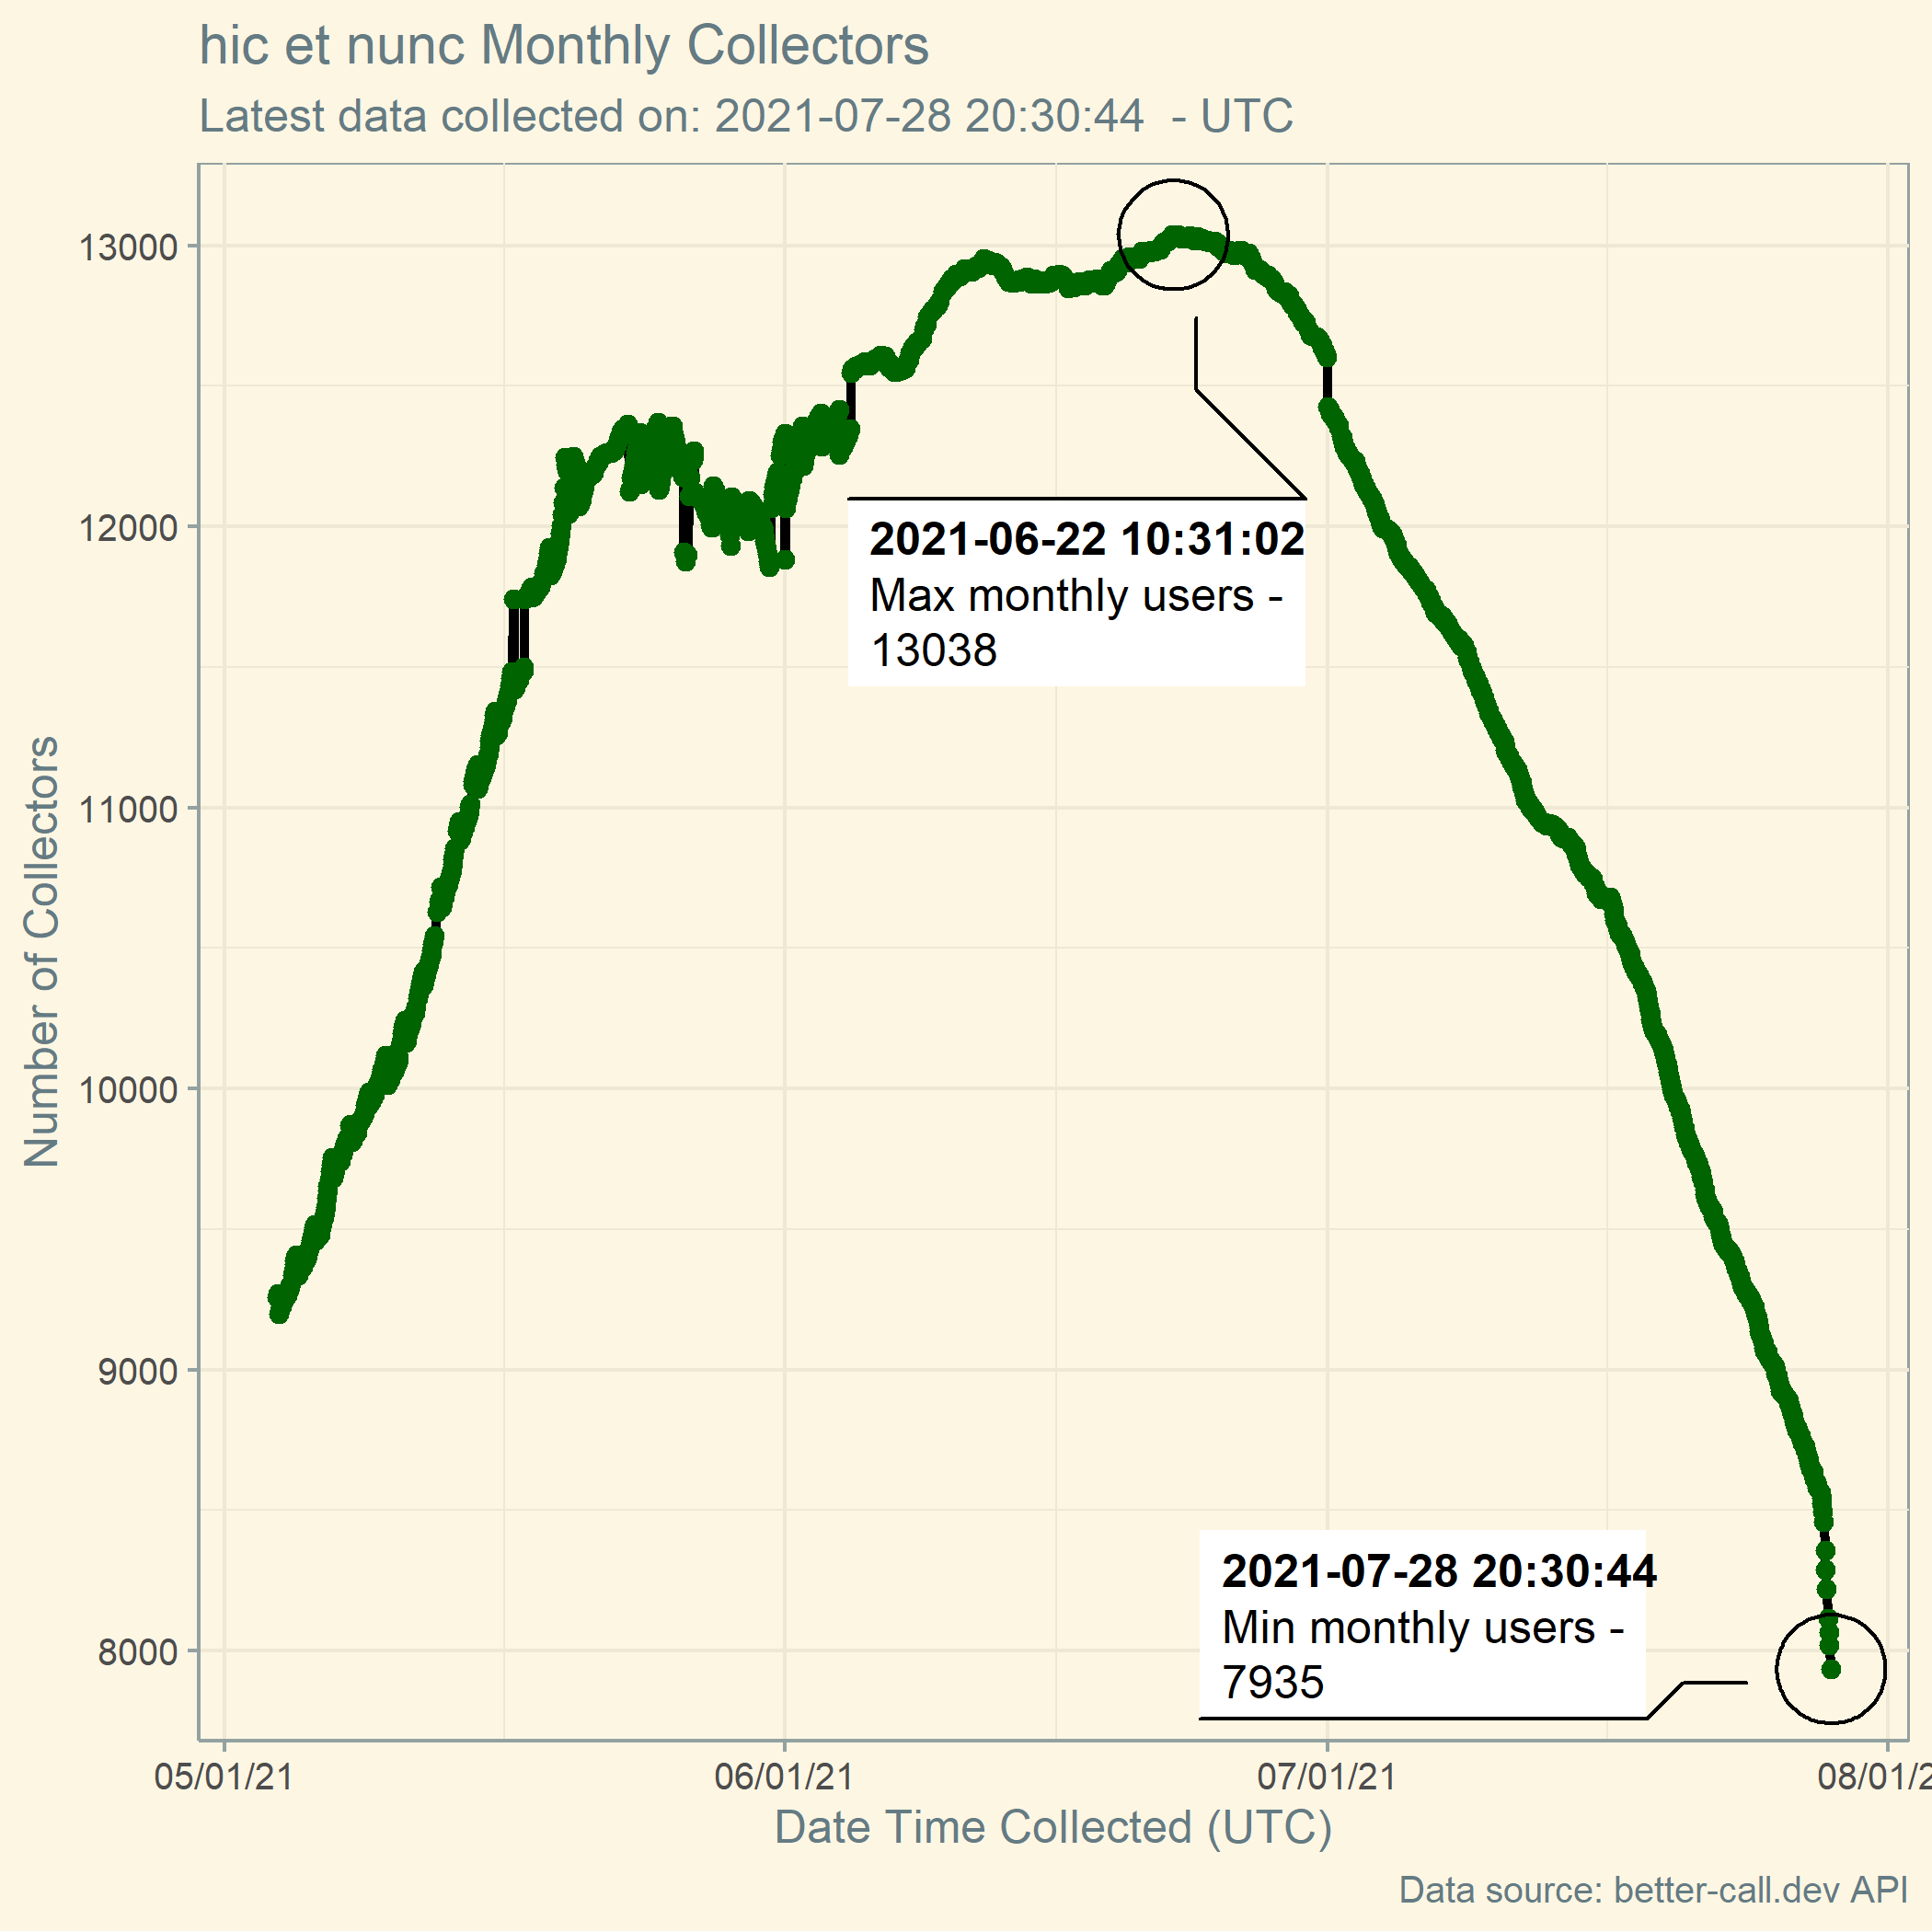 hic et nunc Monthly Collectors
Latest data collected on: 2021-07-28 20:30:44 - UTC
Number of Collectors
13000
12000
11000
10000
9000
8000
2021-06-22 10:31:02
Max monthly users -
13038
2021-07-28 20:30:44
Min monthly users -
7935
05/01/21
06/01/21
07/01/21
08/01/2
Date Time Collected (UTC)
Data source: better-call.dev API